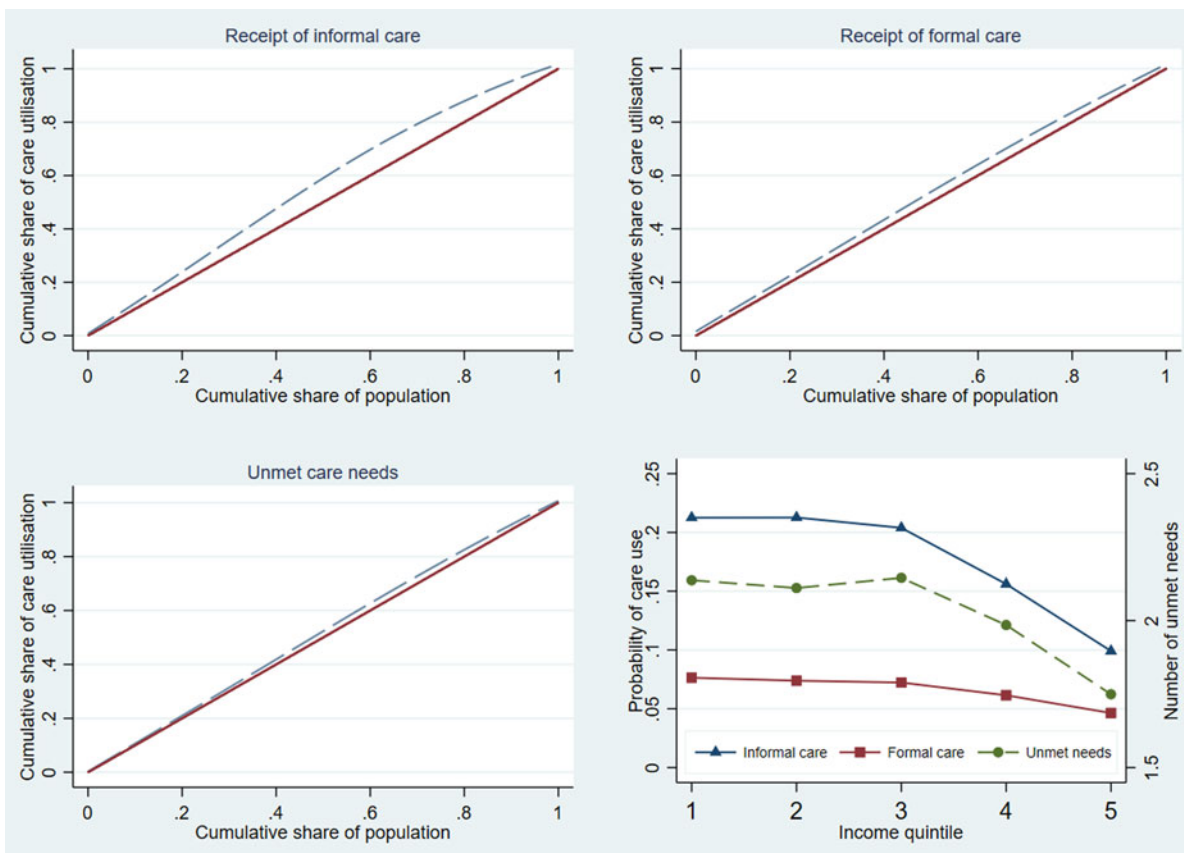 Receipt of informal care
Cumulative share of care utilisation
1
.8
.6
.4
.2
0
0 .2 .4 .6 .8 1
Cumulative share of population
Receipt of formal care
Cumulative share of care utilisation
1
.8
.6
.4
.2
0
0 .2 .4 .6 .8 1
Cumulative share of population
Unmet care needs
Cumulative share of care utilisation
1
.8
.6
.4
.2
0
0 .2 .4 .6 .8 1
Cumulative share of population
Probability of care use
.25
.2
.15
.1
.05
0
Number of unmet needs
2.5
2
1.5
Informal care Formal care Unmet needs
1 2 3 4 5
Income quintile